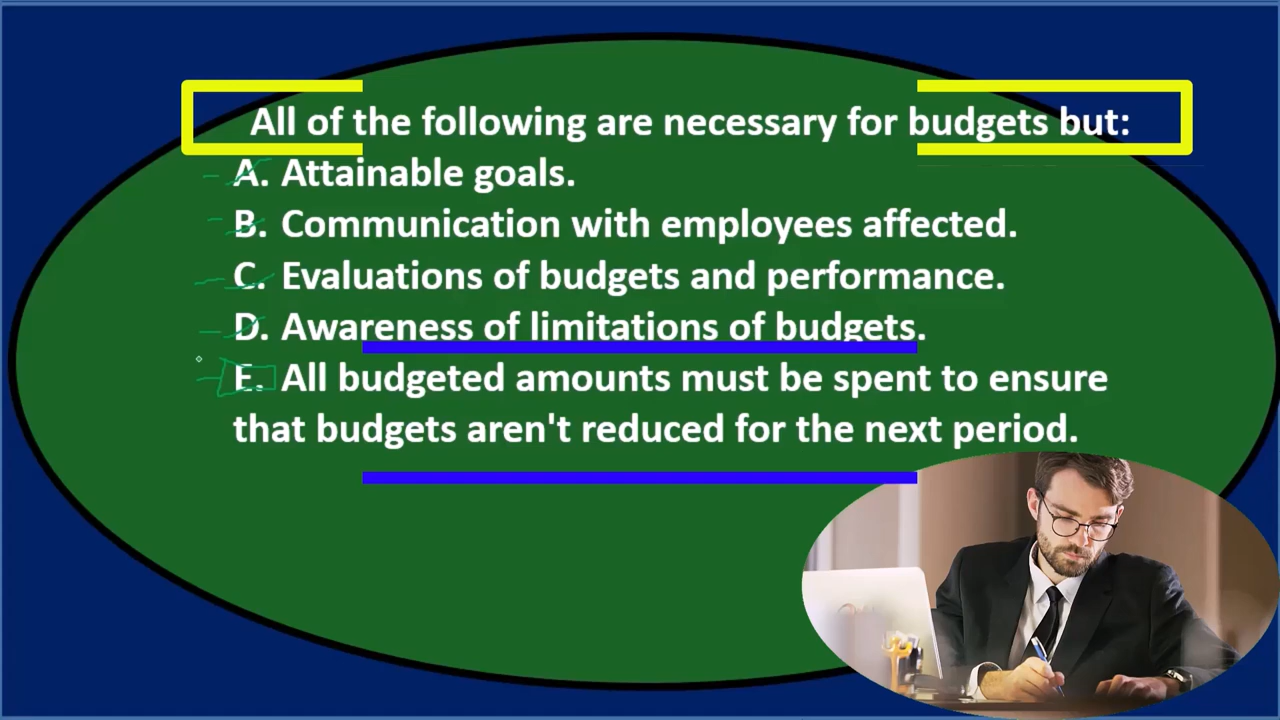 All of the following are necessary for budgets but:
A. Attainable goals.
B. Communication with employees affected.
C. Evaluations of budgets and performance.
D. Awareness of limitations of budgets.
E. All budgeted amounts must be spent to ensure
that budgets aren't reduced for the next period.